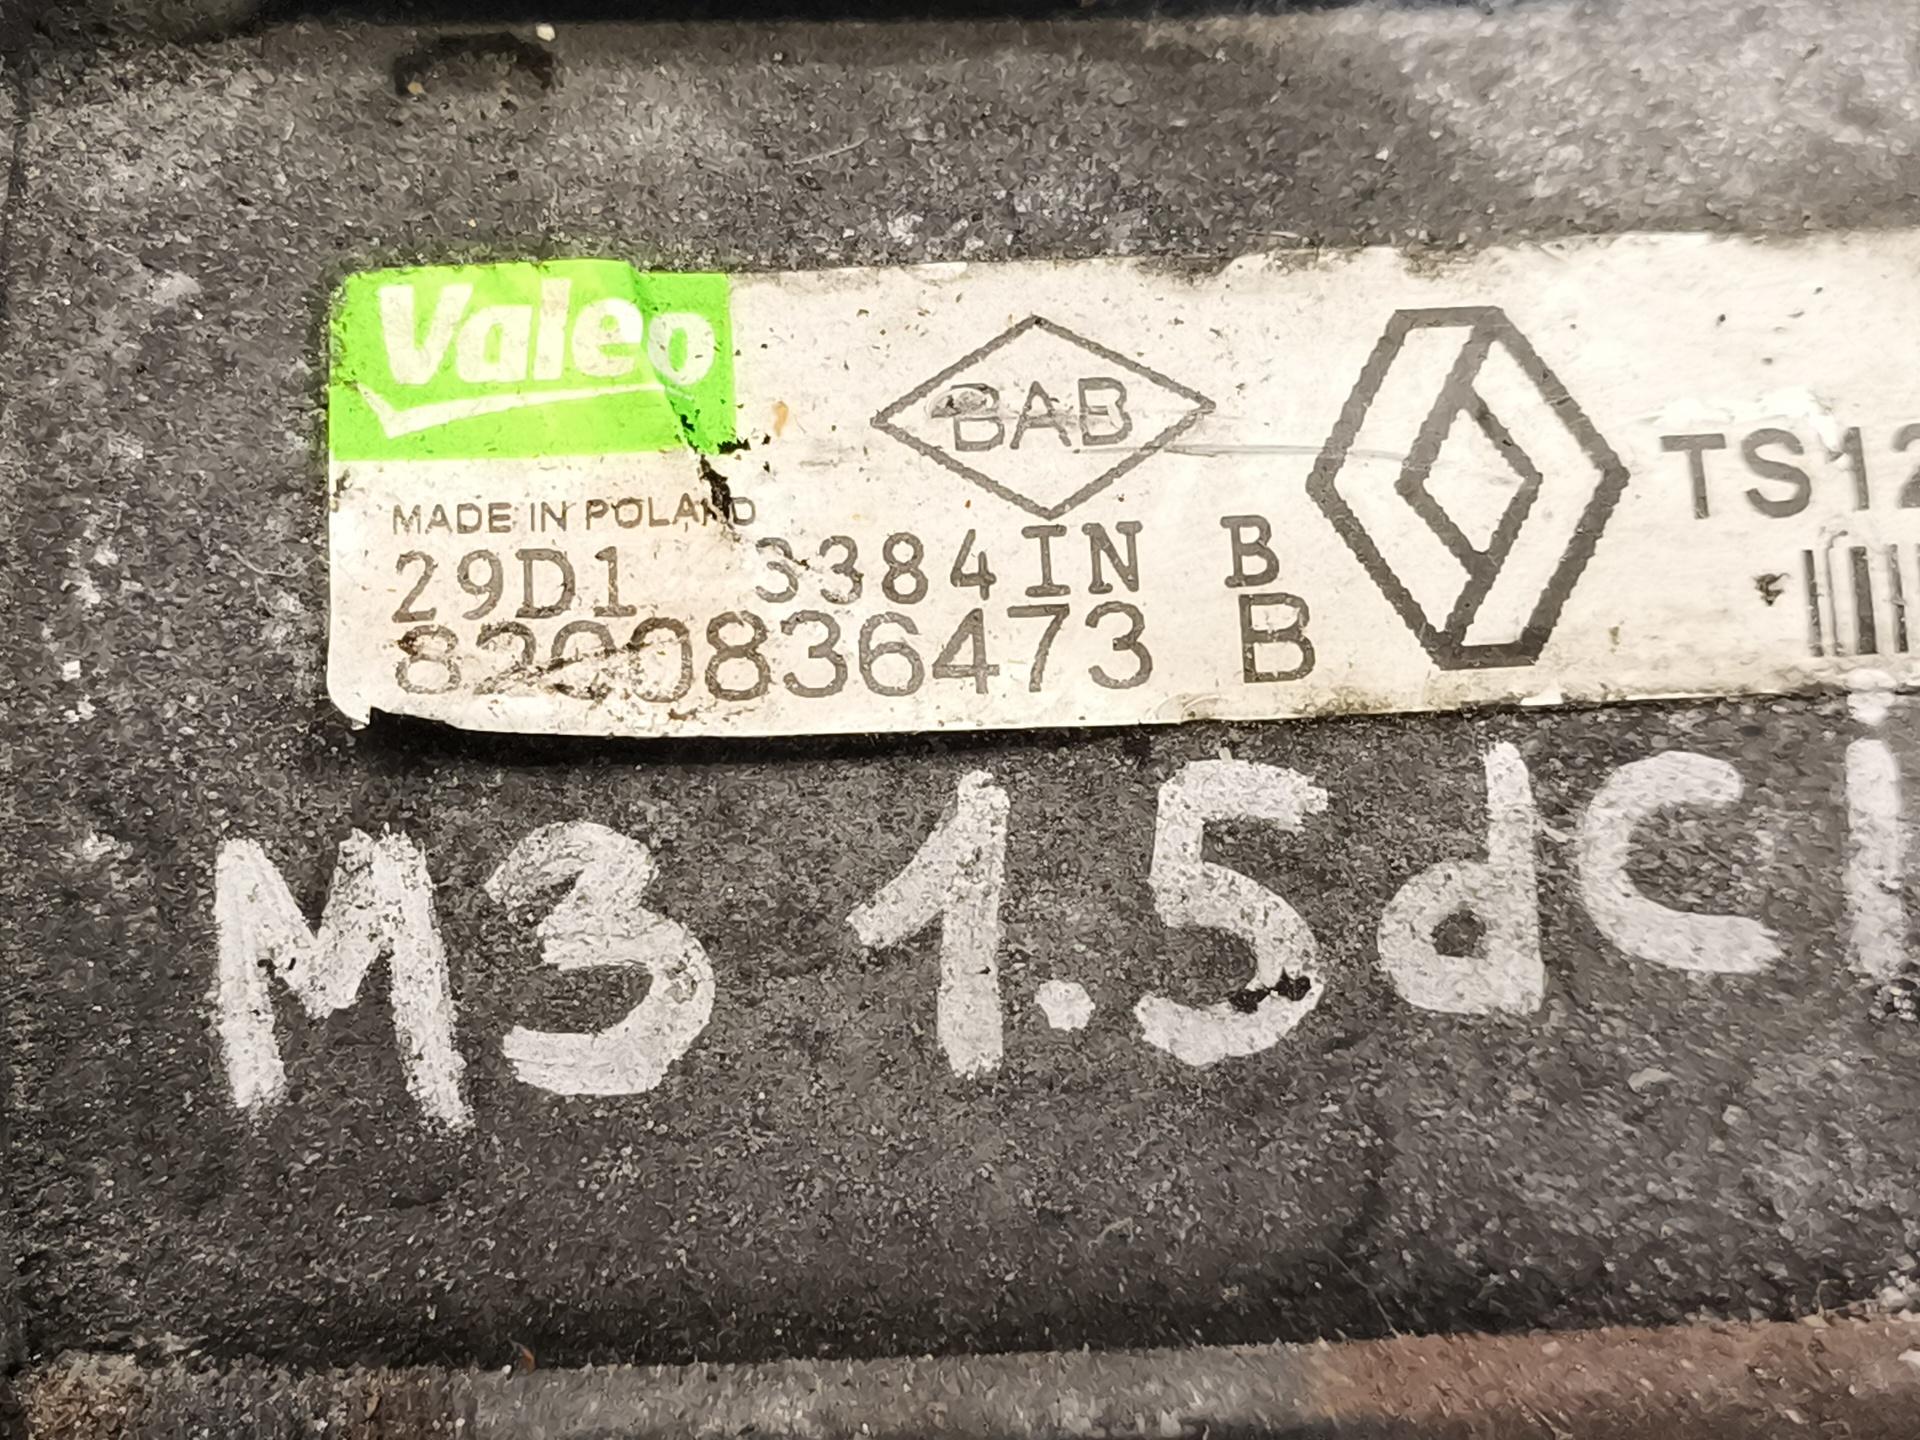 Valeo
BAB
TS12
MADE IN POLAND
29D1 3384IN B
8200836473 B
M3 1.5dCi